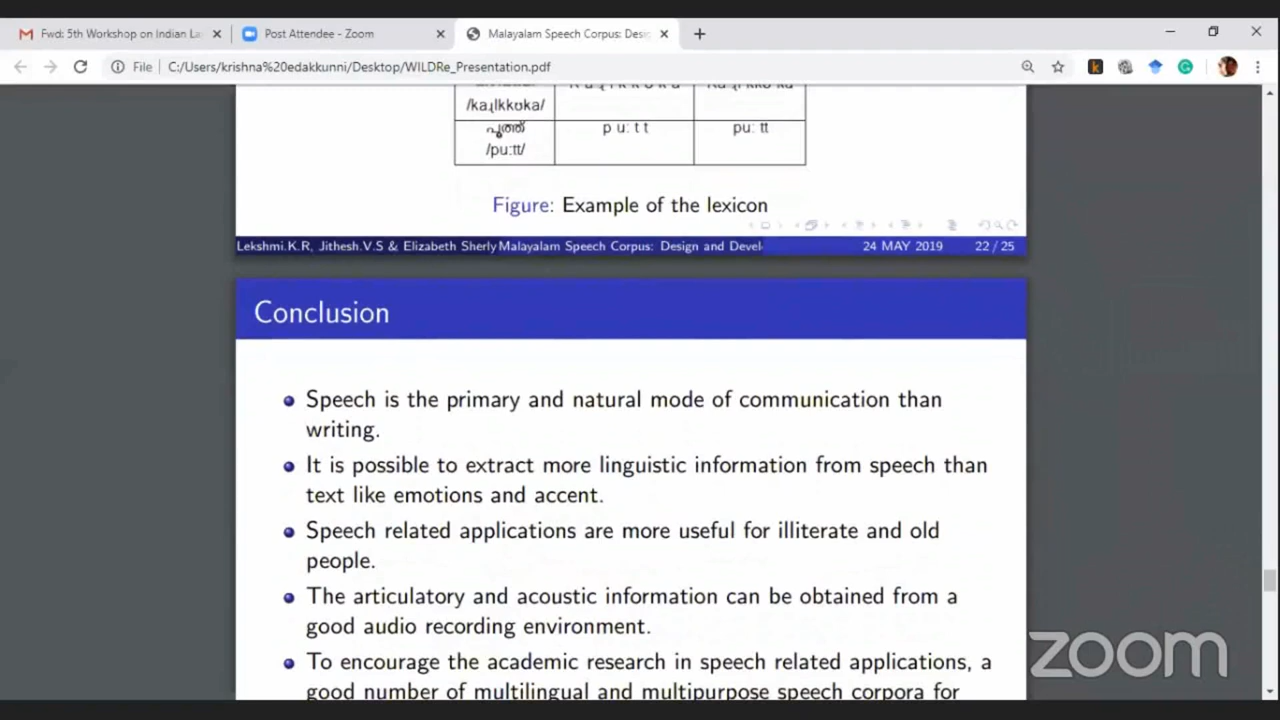 Fwd: 5th Workshop on Indian La
Post Attendee - Zoom
Malayalam Speech Corpus: Desi
File C:/Users/krishna%20edakkunni/Desktop/WILDRe_Presentation.pdf
/kaɻlkkʊka/
പൂത്ത് p u: t t pu: tt
/pu:tt/
Figure: Example of the lexicon
Lekshmi.K.R, Jithesh.V.S & Elizabeth Sherly Malayalam Speech Corpus: Design and Devel 24 MAY 2019 22 / 25
Conclusion
Speech is the primary and natural mode of communication than
writing.
It is possible to extract more linguistic information from speech than
text like emotions and accent.
Speech related applications are more useful for illiterate and old
people.
The articulatory and acoustic information can be obtained from a
good audio recording environment.
To encourage the academic research in speech related applications, a
good number of multilingual and multipurpose speech corpora for
zoom